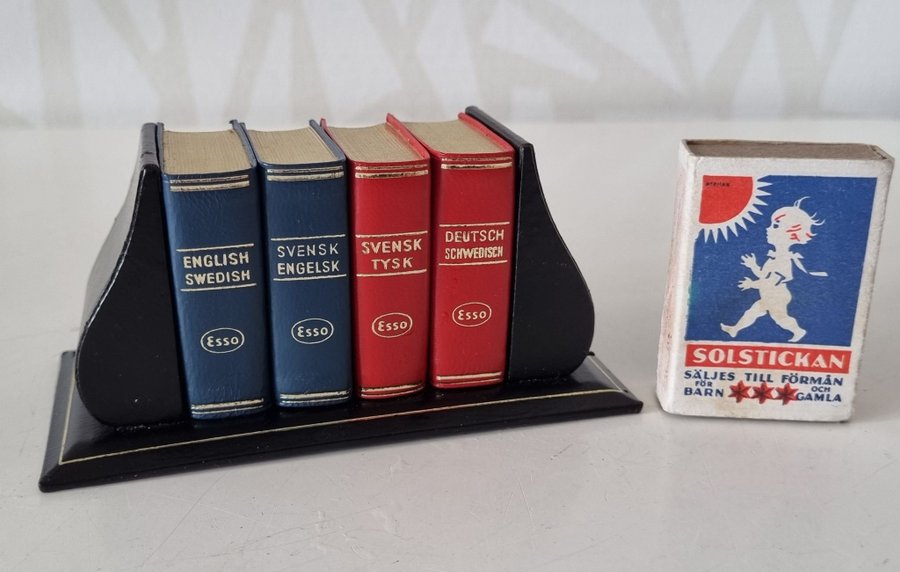 ENGLISH
SWEDISH
Esso
SVENSK
ENGELSK
Esso
SVENSK
TYSK
Esso
DEUTSCH
SCHWEDISCH
Esso
SOLSTICKAN
SÄLJES TILL FÖRMÅN
FÖR OCH
BARN GAMLA